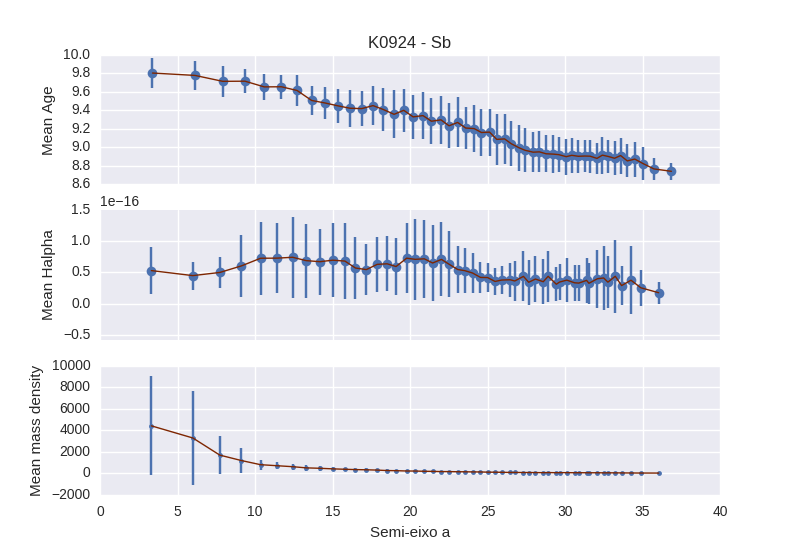 K0924 - Sb
Mean Age
10.0
9.8
9.6
9.4
9.2
9.0
8.8
8.6
1e−16
Mean Halpha
1.5
1.0
0.5
0.0
−0.5
Mean mass density
10000
8000
6000
4000
2000
0
−2000
0 5 10 15 20 25 30 35 40
Semi-eixo a